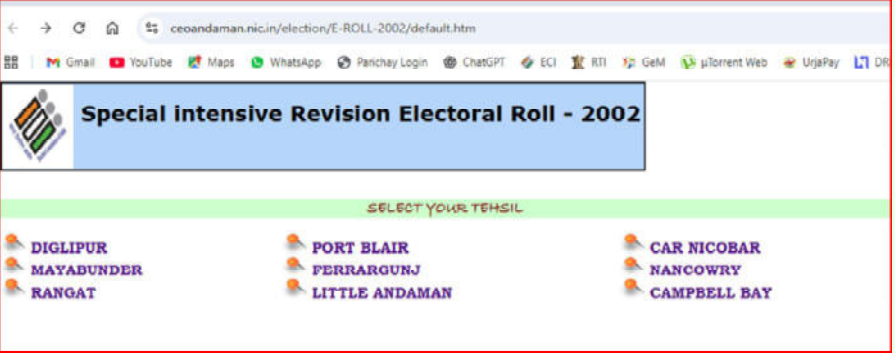 ceoandaman.nic.in/election/E-ROLL-2002/default.htm
Gmail YouTube Maps WhatsApp Parichay Login ChatGPT ECI RTI GeM µTorrent Web UrjaPay DR
Special intensive Revision Electoral Roll - 2002
SELECT YOUR TEHSIL
DIGLIPUR PORT BLAIR CAR NICOBAR
MAYABUNDER FERRARGUNJ NANCOWRY
RANGAT LITTLE ANDAMAN CAMPBELL BAY